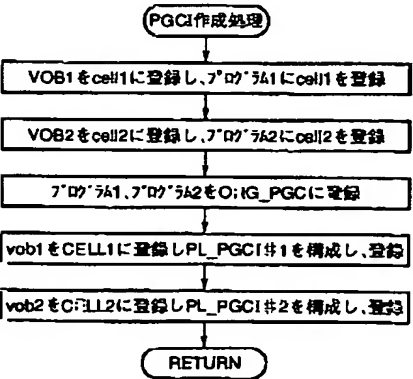 PGCI作成処理
VOB1をcell1に登録し、プログラム1にcell1を登録
VOB2をcell2に登録し、プログラム2にcell2を登録
プログラム1、プログラム2をORG_PGCに登録
vob1をCELL1に登録しPL_PGCI#1を構成し、登録
vob2をCELL2に登録しPL_PGCI#2を構成し、登録
RETURN